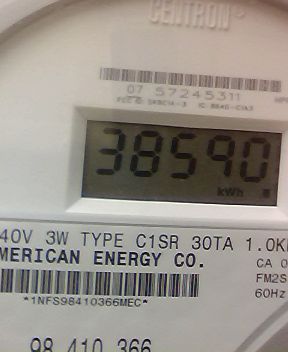 CENTRON
07 57245311
38590
kWh
40V 3W TYPE C1SR 30TA 1.0K
MERICAN ENERGY CO.
CA 0
FM2S
60Hz
*1NFS98410366MEC*
98 410 366